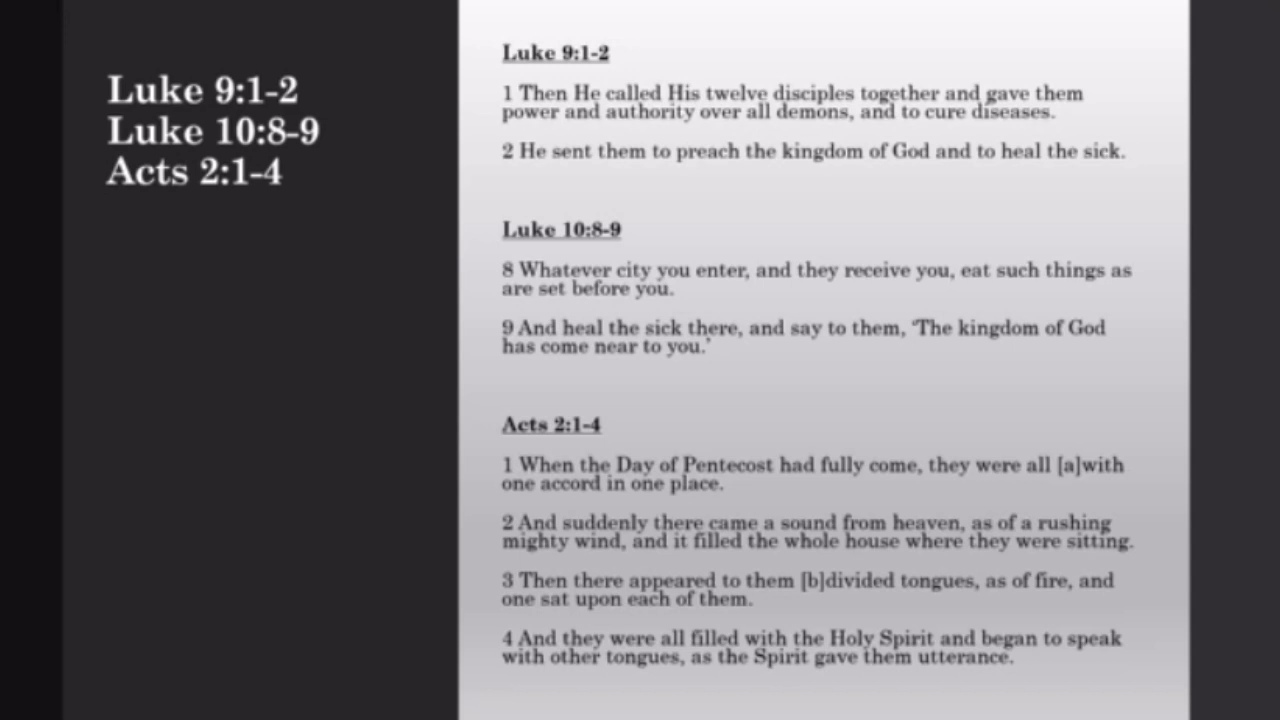 Luke 9:1-2
Luke 10:8-9
Acts 2:1-4
Luke 9:1-2
1 Then He called His twelve disciples together and gave them
power and authority over all demons, and to cure diseases.
2 He sent them to preach the kingdom of God and to heal the sick.
Luke 10:8-9
8 Whatever city you enter, and they receive you, eat such things as
are set before you.
9 And heal the sick there, and say to them, ‘The kingdom of God
has come near to you.’
Acts 2:1-4
1 When the Day of Pentecost had fully come, they were all [a]with
one accord in one place.
2 And suddenly there came a sound from heaven, as of a rushing
mighty wind, and it filled the whole house where they were sitting.
3 Then there appeared to them [b]divided tongues, as of fire, and
one sat upon each of them.
4 And they were all filled with the Holy Spirit and began to speak
with other tongues, as the Spirit gave them utterance.